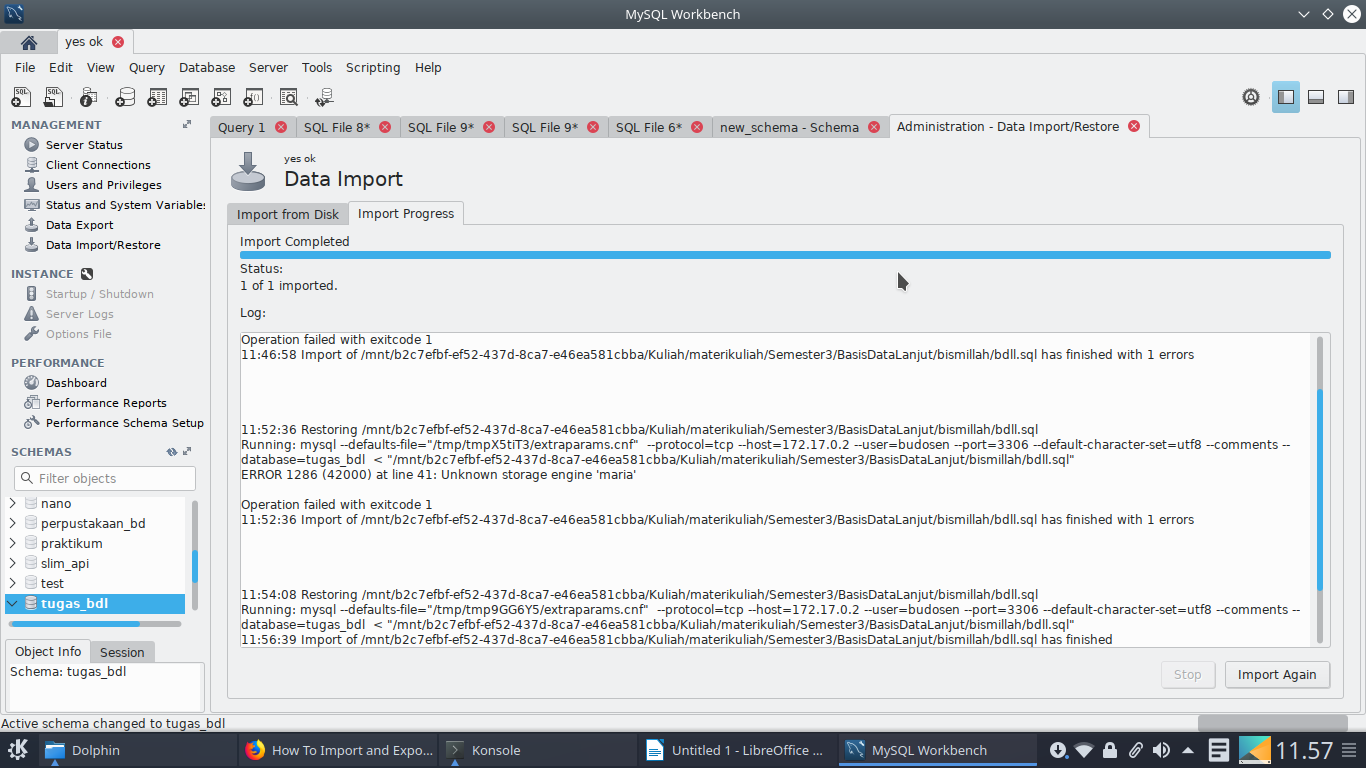 MySQL Workbench
yes ok
File Edit View Query Database Server Tools Scripting Help
MANAGEMENT
Server Status
Client Connections
Users and Privileges
Status and System Variables
Data Export
Data Import/Restore
INSTANCE
Startup / Shutdown
Server Logs
Options File
PERFORMANCE
Dashboard
Performance Reports
Performance Schema Setup
SCHEMAS
Filter objects
nano
perpustakaan_bd
praktikum
slim_api
test
tugas_bdl
Object Info Session
Schema: tugas_bdl
Query 1 SQL File 8* SQL File 9* SQL File 9* SQL File 6* new_schema - Schema Administration - Data Import/Restore
yes ok
Data Import
Import from Disk Import Progress
Import Completed
Status:
1 of 1 imported.
Log:
Operation failed with exitcode 1
11:46:58 Import of /mnt/b2c7efbf-ef52-437d-8ca7-e46ea581cbba/Kuliah/materikuliah/Semester3/BasisDataLanjut/bismillah/bdll.sql has finished with 1 errors
11:52:36 Restoring /mnt/b2c7efbf-ef52-437d-8ca7-e46ea581cbba/Kuliah/materikuliah/Semester3/BasisDataLanjut/bismillah/bdll.sql
Running: mysql --defaults-file="/tmp/tmpX5tiT3/extraparams.cnf"  --protocol=tcp --host=172.17.0.2 --user=budosen --port=3306 --default-character-set=utf8 --comments --
database=tugas_bdl  < "/mnt/b2c7efbf-ef52-437d-8ca7-e46ea581cbba/Kuliah/materikuliah/Semester3/BasisDataLanjut/bismillah/bdll.sql"
ERROR 1286 (42000) at line 41: Unknown storage engine 'maria'
Operation failed with exitcode 1
11:52:36 Import of /mnt/b2c7efbf-ef52-437d-8ca7-e46ea581cbba/Kuliah/materikuliah/Semester3/BasisDataLanjut/bismillah/bdll.sql has finished with 1 errors
11:54:08 Restoring /mnt/b2c7efbf-ef52-437d-8ca7-e46ea581cbba/Kuliah/materikuliah/Semester3/BasisDataLanjut/bismillah/bdll.sql
Running: mysql --defaults-file="/tmp/tmp9GG6Y5/extraparams.cnf"  --protocol=tcp --host=172.17.0.2 --user=budosen --port=3306 --default-character-set=utf8 --comments --
database=tugas_bdl  < "/mnt/b2c7efbf-ef52-437d-8ca7-e46ea581cbba/Kuliah/materikuliah/Semester3/BasisDataLanjut/bismillah/bdll.sql"
11:56:39 Import of /mnt/b2c7efbf-ef52-437d-8ca7-e46ea581cbba/Kuliah/materikuliah/Semester3/BasisDataLanjut/bismillah/bdll.sql has finished
Stop Import Again
Active schema changed to tugas_bdl
Dolphin How To Import and Expo... Konsole Untitled 1 - LibreOffice ... MySQL Workbench 11.57